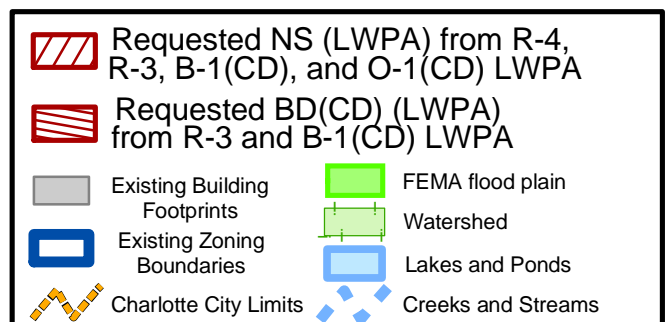 Requested NS (LWPA) from R-4,
R-3, B-1(CD), and O-1(CD) LWPA
Requested BD(CD) (LWPA)
from R-3 and B-1(CD) LWPA
Existing Building
Footprints
Existing Zoning
Boundaries
Charlotte City Limits
FEMA flood plain
Watershed
Lakes and Ponds
Creeks and Streams